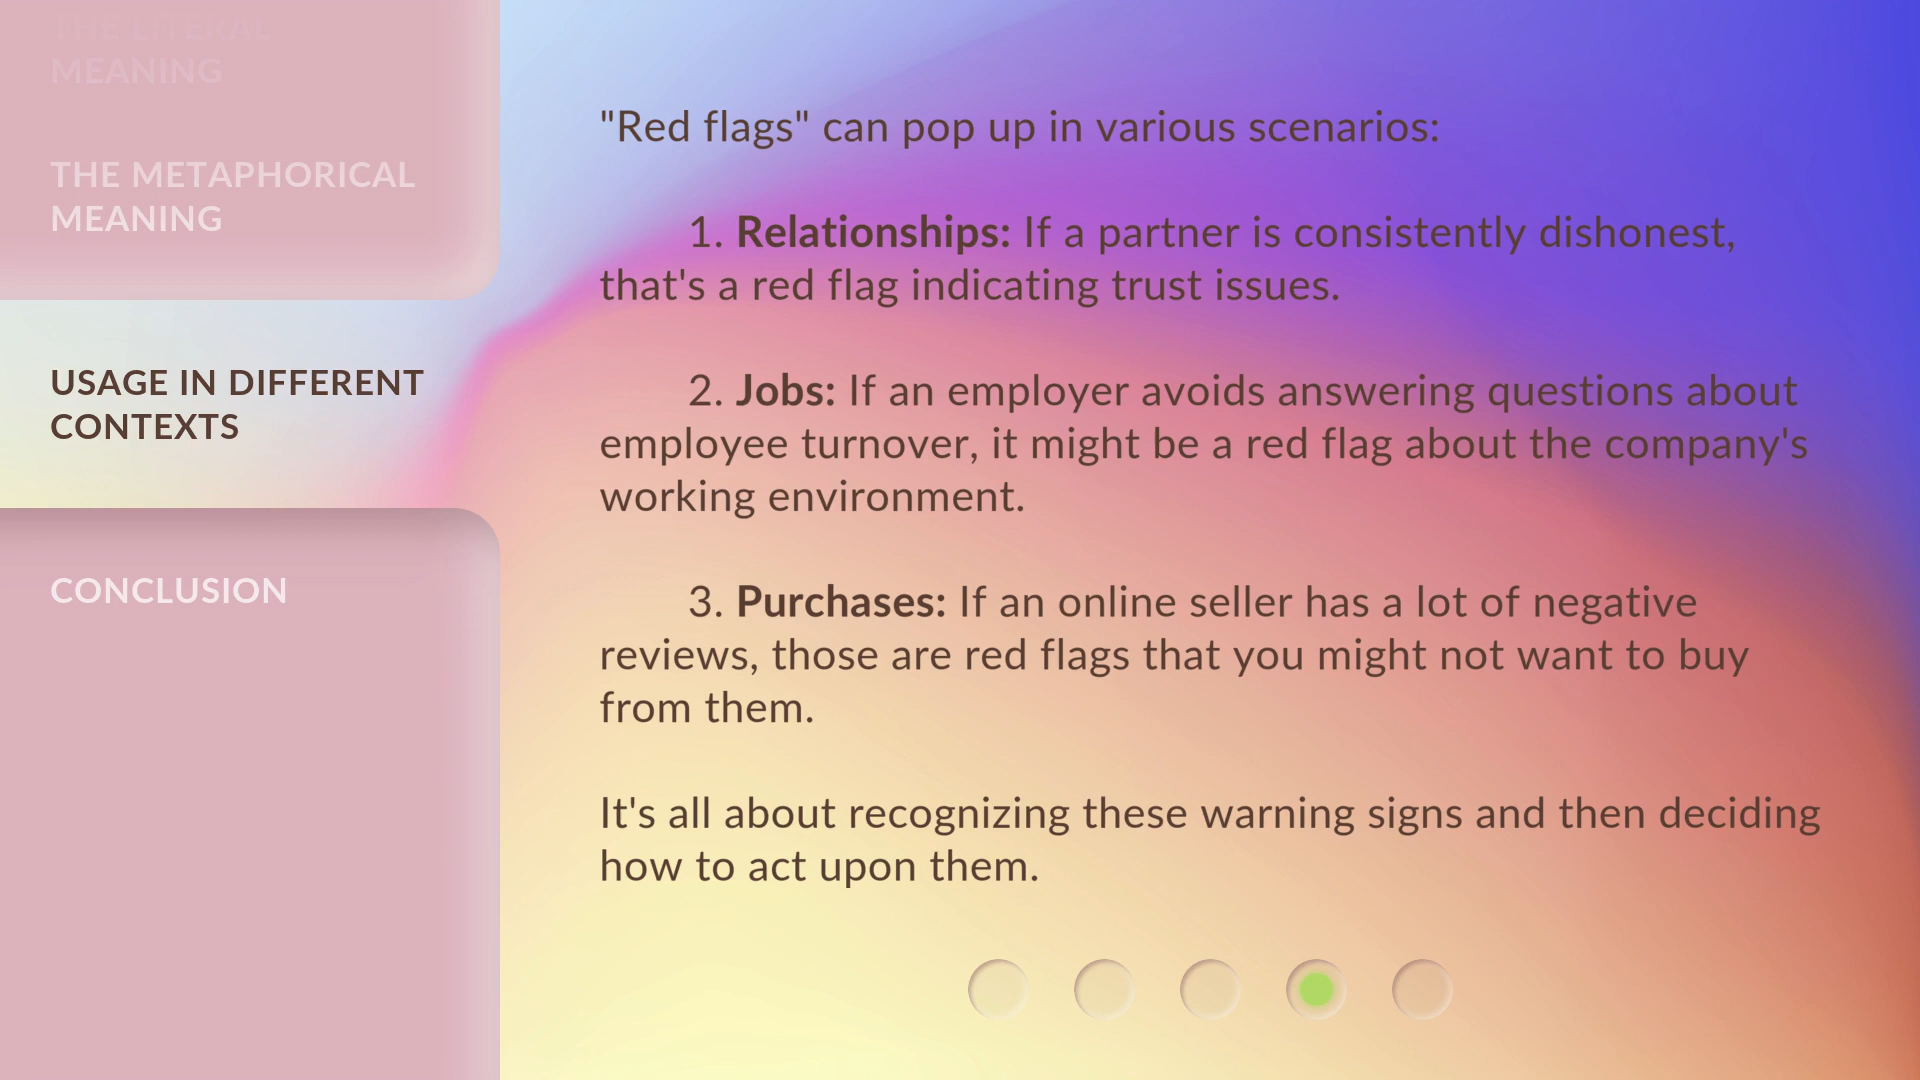 THE LITERAL
MEANING
THE METAPHORICAL
MEANING
USAGE IN DIFFERENT
CONTEXTS
CONCLUSION
"Red flags" can pop up in various scenarios:
1. Relationships: If a partner is consistently dishonest,
that's a red flag indicating trust issues.
2. Jobs: If an employer avoids answering questions about
employee turnover, it might be a red flag about the company's
working environment.
3. Purchases: If an online seller has a lot of negative
reviews, those are red flags that you might not want to buy
from them.
It's all about recognizing these warning signs and then deciding
how to act upon them.